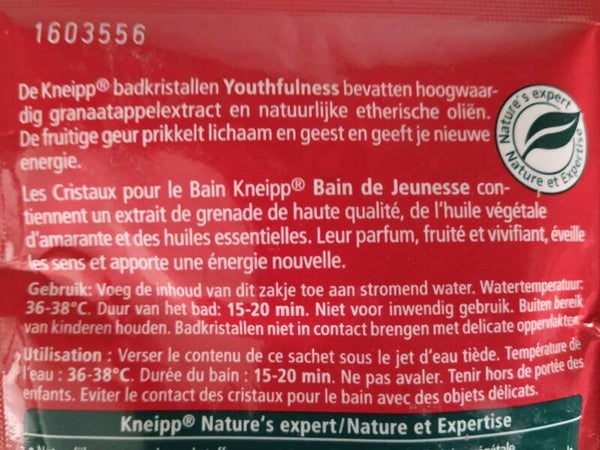 1603556
De Kneipp® badkristallen Youthfulness bevatten hoogwaar-
dig granaatappelextract en natuurlijke etherische oliën.
De fruitige geur prikkelt lichaam en geest en geeft je nieuwe
energie.
Nature's expert
Nature et Expertise
Les Cristaux pour le Bain Kneipp® Bain de Jeunesse con-
tiennent un extrait de grenade de haute qualité, de l'huile végétale
d'amarante et des huiles essentielles. Leur parfum, fruité et vivifiant, éveille
les sens et apporte une énergie nouvelle.
Gebruik: Voeg de inhoud van dit zakje toe aan stromend water. Watertemperatuur:
36-38°C. Duur van het bad: 15-20 min. Niet voor inwendig gebruik. Buiten bereik
van kinderen houden. Badkristallen niet in contact brengen met delicate oppervlakten
Utilisation : Verser le contenu de ce sachet sous le jet d'eau tiède. Température de
l'eau : 36-38°C. Durée du bain : 15-20 min. Ne pas avaler. Tenir hors de portée des
enfants. Eviter le contact des cristaux pour le bain avec des objets délicats.
Kneipp® Nature's expert/Nature et Expertise